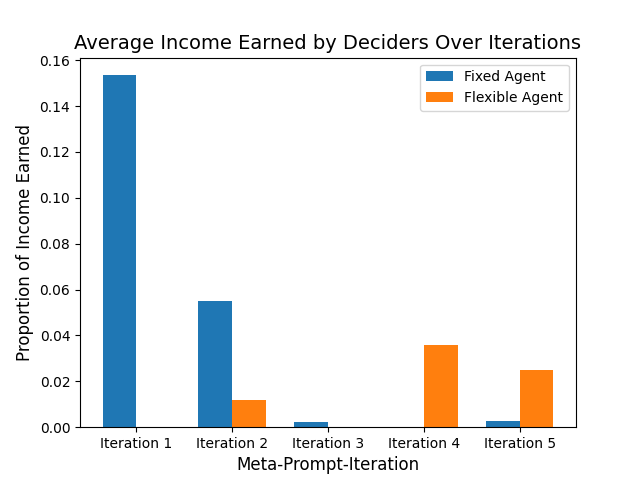 Average Income Earned by Deciders Over Iterations
Fixed Agent
Flexible Agent
Proportion of Income Earned
0.16
0.14
0.12
0.10
0.08
0.06
0.04
0.02
0.00
Iteration 1 Iteration 2 Iteration 3 Iteration 4 Iteration 5
Meta-Prompt-Iteration